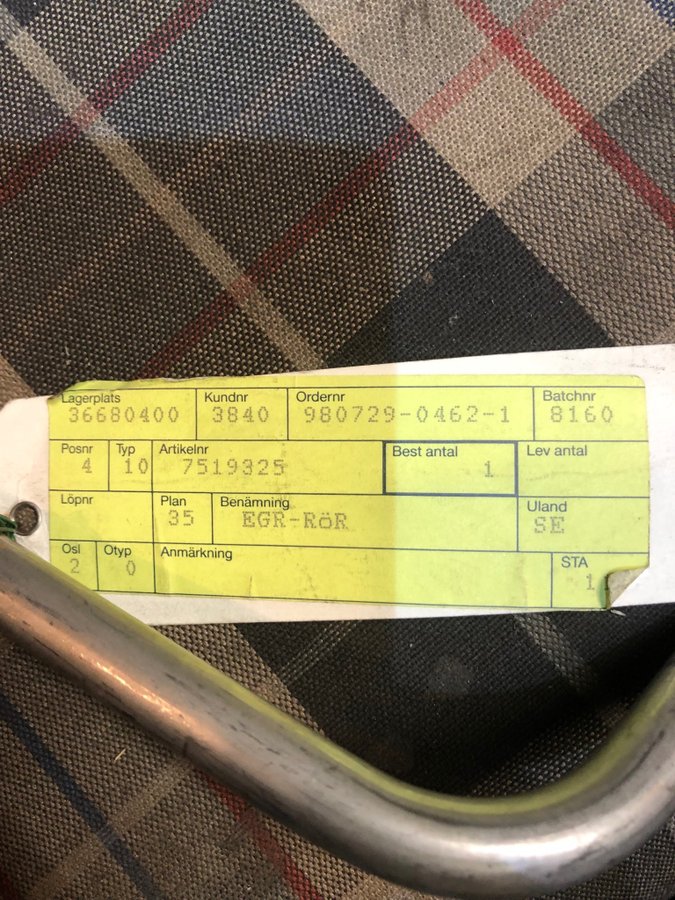 Lagerplats Kundnr Ordernr Batchnr
36680400 3840 980729-0462-1 8160
Posnr Typ Artikelnr Best antal Lev antal
4 10 7519325 1
Löpnr Plan Benämning Uland
35 EGR-RöR SE
Osl Otyp Anmärkning STA
2 0 1